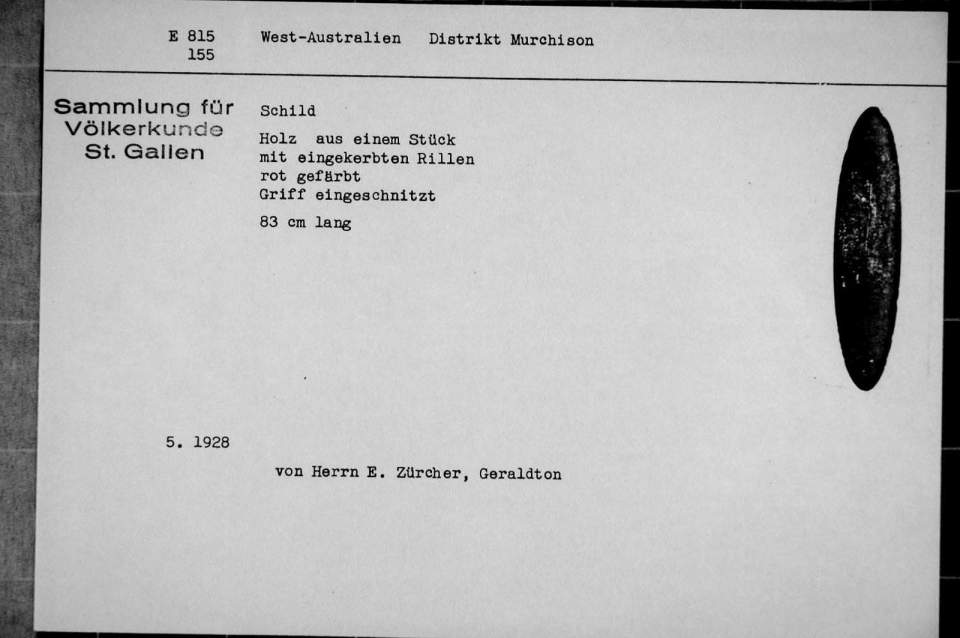 E 815 West-Australien Distrikt Murchison
155
Sammlung für
Völkerkunde
St. Gallen
Schild
Holz aus einem Stück
mit eingekerbten Rillen
rot gefärbt
Griff eingeschnitzt
83 cm lang
5. 1928
von Herrn E. Zürcher, Geraldton